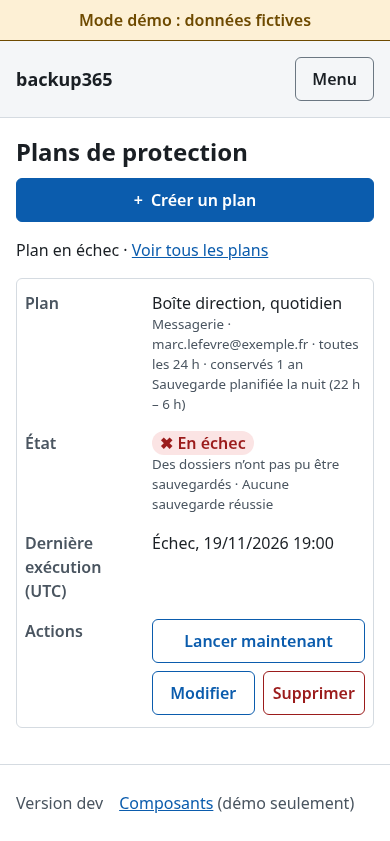 Mode démo : données fictives
backup365
Menu
Plans de protection
+ Créer un plan
Plan en échec · Voir tous les plans
Plan
Boîte direction, quotidien
Messagerie ·
marc.lefevre@exemple.fr · toutes
les 24 h · conservés 1 an
Sauvegarde planifiée la nuit (22 h
– 6 h)
État
✖ En échec
Des dossiers n’ont pas pu être
sauvegardés · Aucune
sauvegarde réussie
Dernière
exécution
(UTC)
Échec, 19/11/2026 19:00
Actions
Lancer maintenant
Modifier
Supprimer
Version dev Composants (démo seulement)